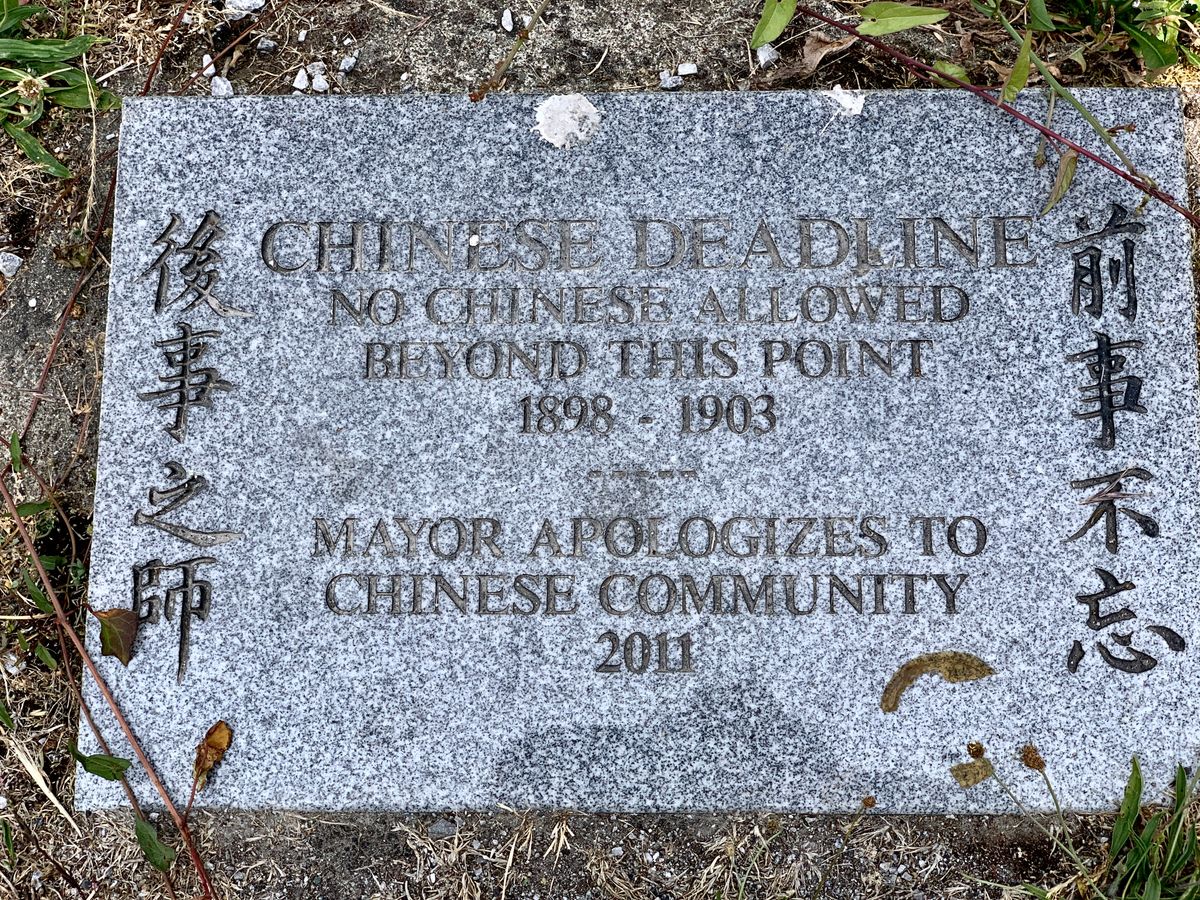 前事不忘
後事之師
CHINESE DEADLINE
NO CHINESE ALLOWED
BEYOND THIS POINT
1898 - 1903
-----
MAYOR APOLOGIZES TO
CHINESE COMMUNITY
2011